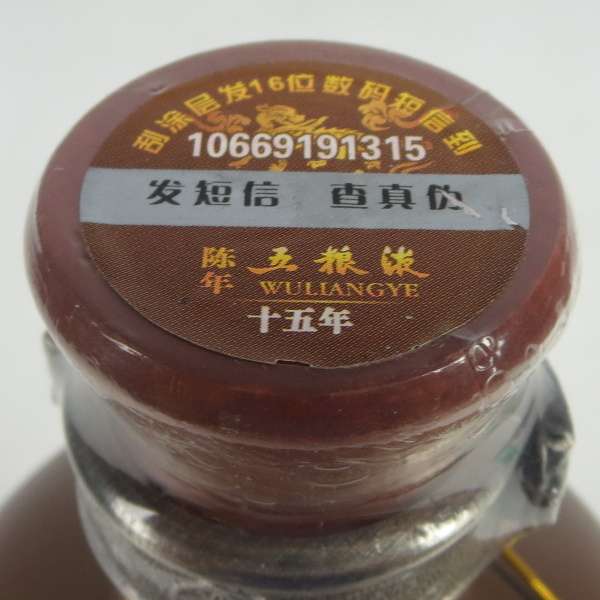 刮涂层发16位数码短信到
10669191315
发短信 查真伪
陈年 五粮液
WULIANGYE
十五年